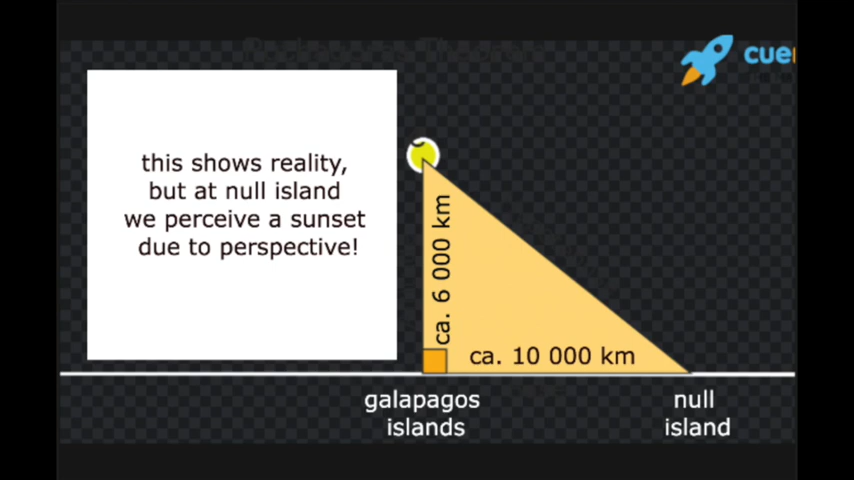 cue
this shows reality,
but at null island
we perceive a sunset
due to perspective!
ca. 6 000 km
ca. 10 000 km
galapagos
islands
null
island